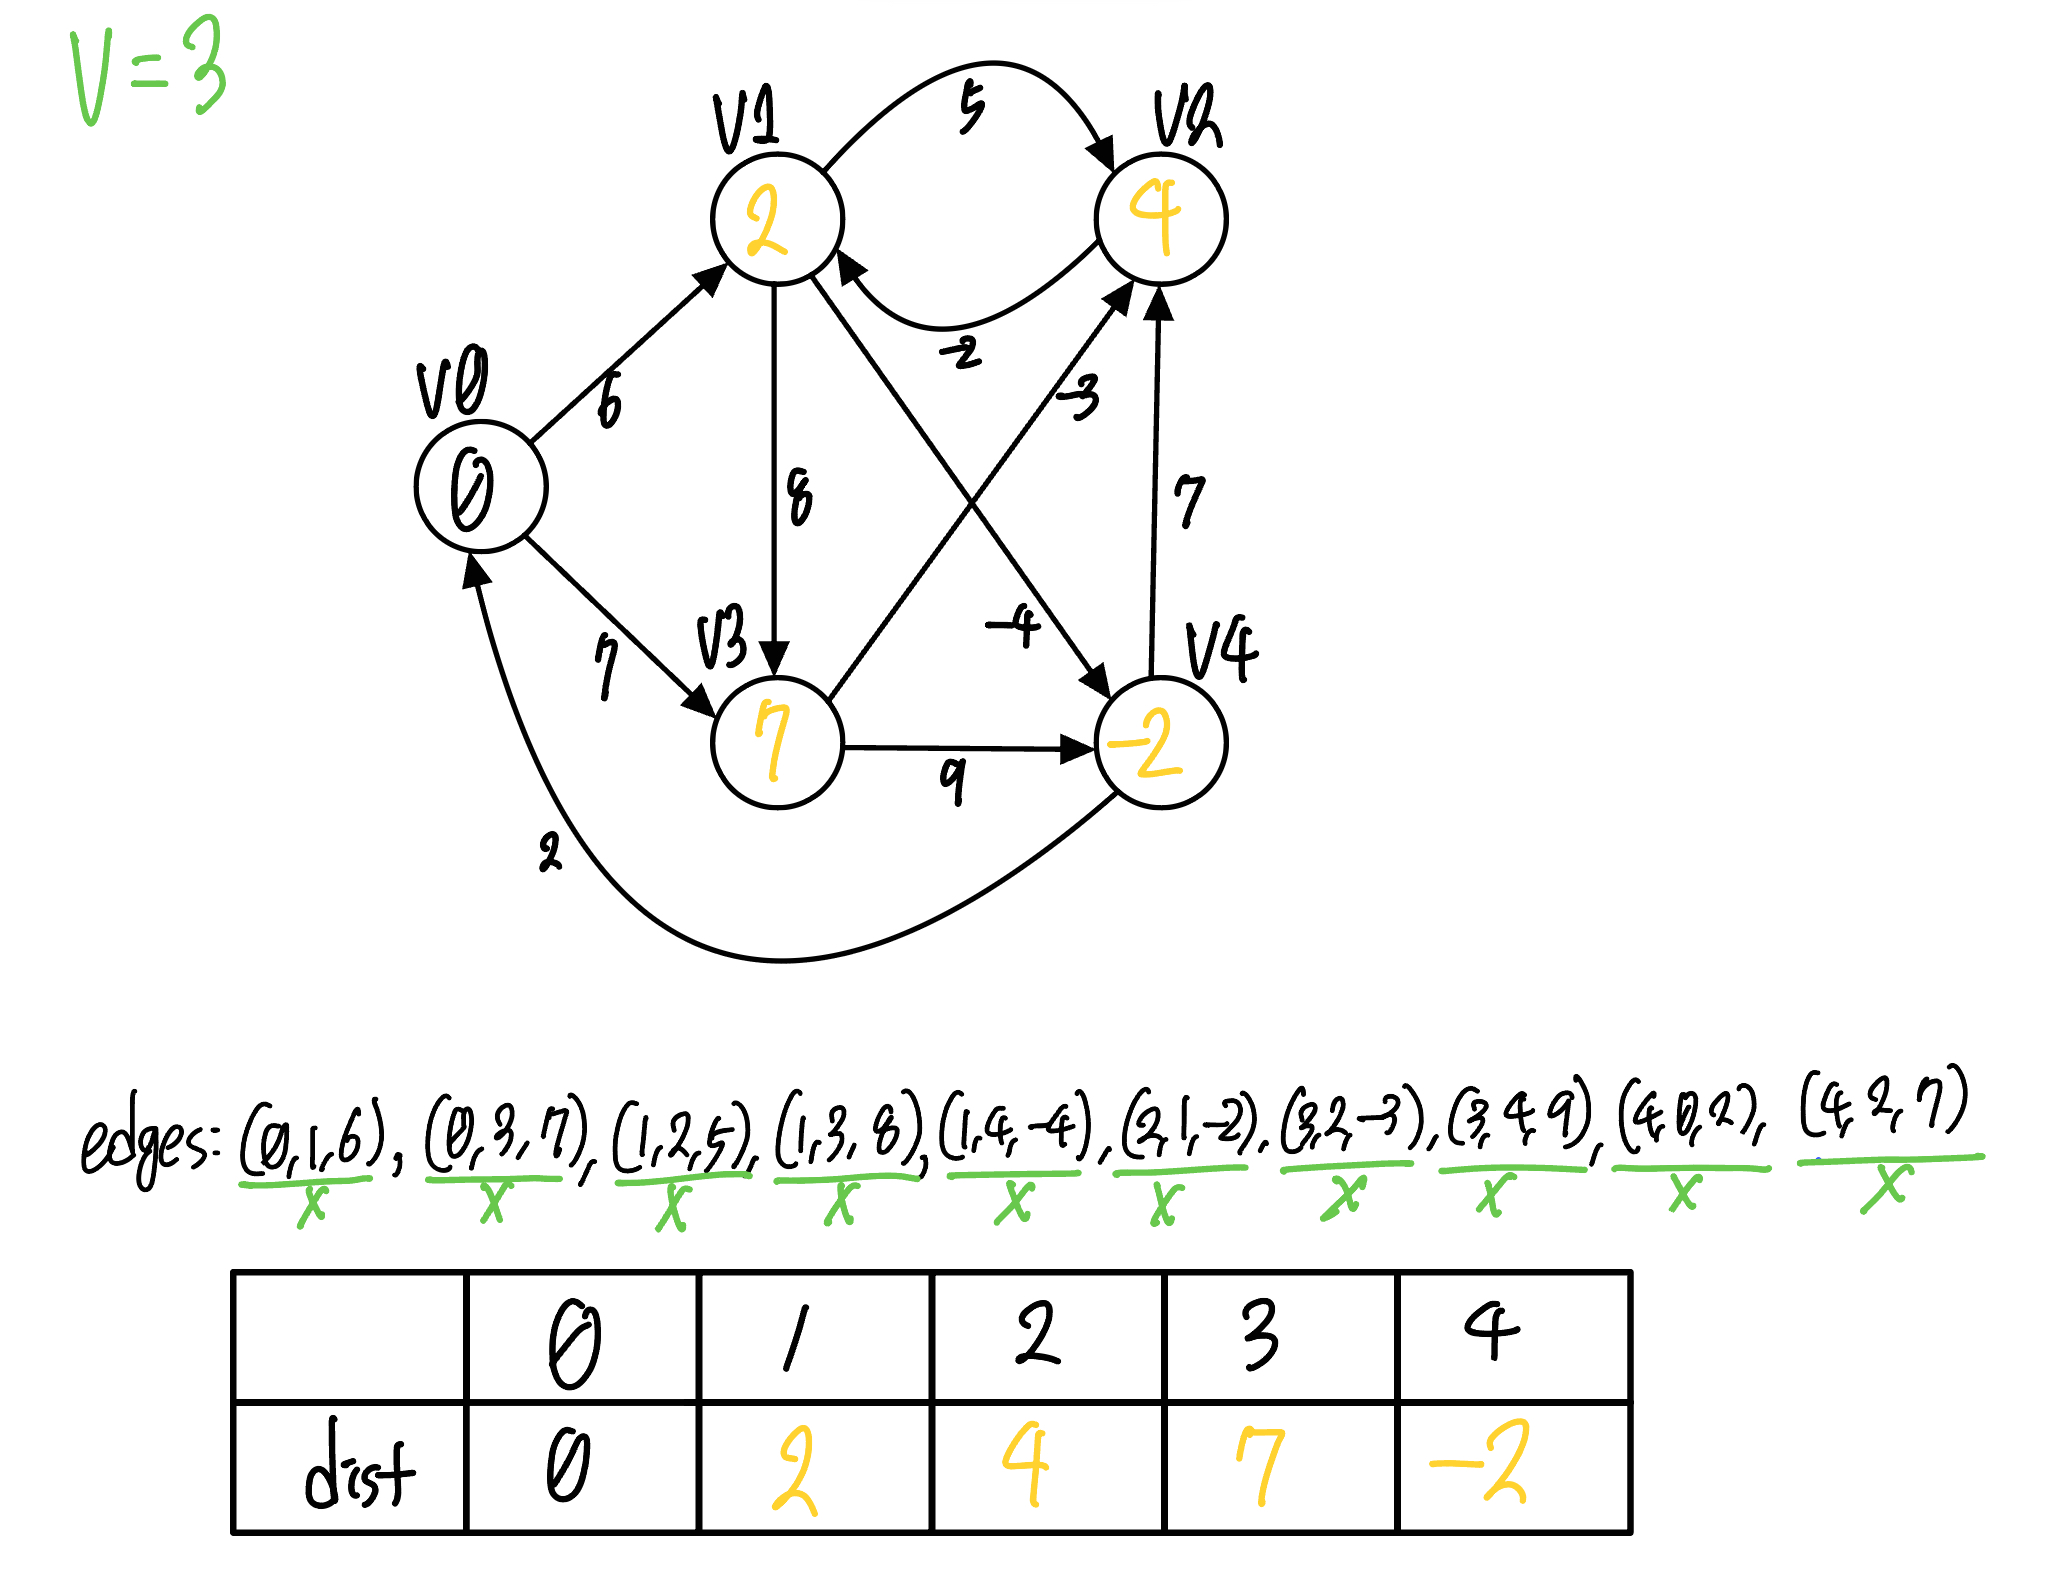 V=3
5
V1
V2
2
4
-2
V0
6
-3
0
8
7
-4
V3
V4
7
7
-2
9
2
edges: (0,1,6), (0,3,7), (1,2,5), (1,3,8), (1,4,-4), (2,1,-2), (3,2,-3), (3,4,9), (4,0,2), (4,2,7)
X X X X X X X X X X
0 1 2 3 4
dist 0 2 4 7 -2